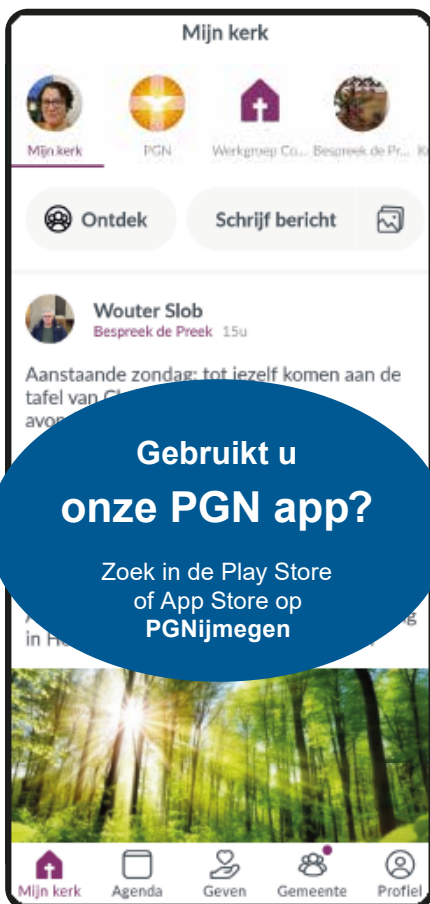 Mijn kerk
Mijn kerk PGN Werkgroep Co... Bespreek de Pr...
Ontdek Schrijf bericht
Wouter Slob
Bespreek de Preek 15u
Aanstaande zondag: tot jezelf komen aan de
tafel van
Gebruikt u
onze PGN app?
Zoek in de Play Store
of App Store op
PGNijmegen
in
Mijn kerk Agenda Geven Gemeente Profiel